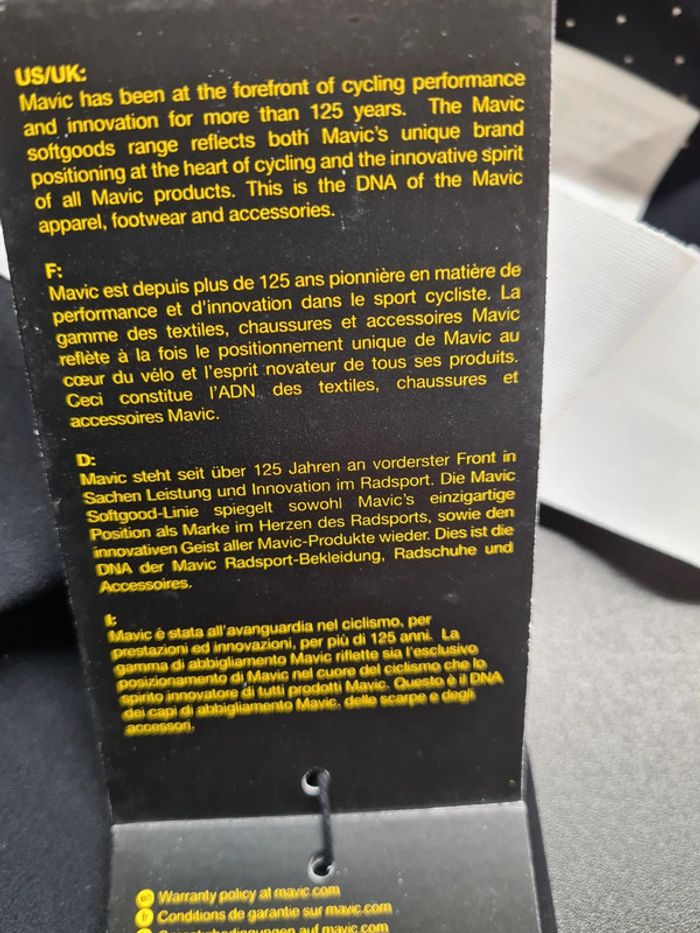 US/UK:
Mavic has been at the forefront of cycling performance
and innovation for more than 125 years. The Mavic
softgoods range reflects both Mavic's unique brand
positioning at the heart of cycling and the innovative spirit
of all Mavic products. This is the DNA of the Mavic
apparel, footwear and accessories.
F:
Mavic est depuis plus de 125 ans pionnière en matière de
performance et d'innovation dans le sport cycliste. La
gamme des textiles, chaussures et accessoires Mavic
reflète à la fois le positionnement unique de Mavic au
cœur du vélo et l'esprit novateur de tous ses produits.
Ceci constitue l'ADN des textiles, chaussures et
accessoires Mavic.
D:
Mavic steht seit über 125 Jahren an vorderster Front in
Sachen Leistung und Innovation im Radsport. Die Mavic
Softgood-Linie spiegelt sowohl Mavic's einzigartige
Position als Marke im Herzen des Radsports, sowie den
innovativen Geist aller Mavic-Produkte wieder. Dies ist die
DNA der Mavic Radsport-Bekleidung, Radschuhe und
Accessoires.
I:
Mavic è stata all'avanguardia nel ciclismo, per
prestazioni ed innovazioni, per più di 125 anni. La
gamma di abbigliamento Mavic riflette sia l'esclusivo
posizionamento di Mavic nel cuore del ciclismo che lo
spirito innovatore di tutti prodotti Mavic. Questo è il DNA
dei capi di abbigliamento Mavic, delle scarpe e degli
accessori.
en Warranty policy at mavic.com
fr Conditions de garantie sur mavic.com
auf mavic.com